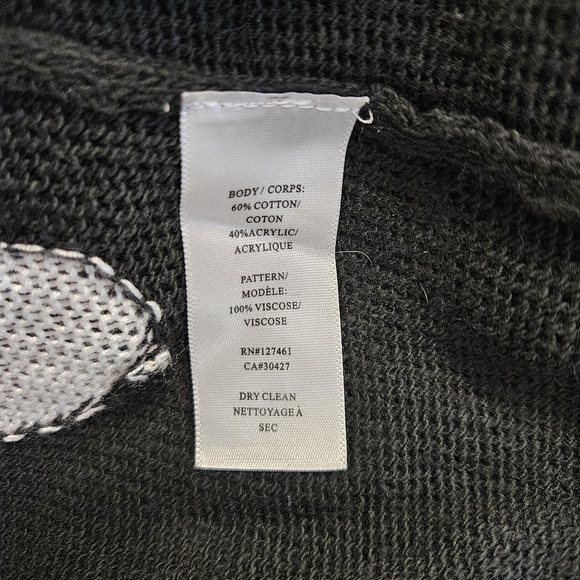 BODY / CORPS:
60% COTTON/
COTON
40%ACRYLIC/
ACRYLIQUE
PATTERN/
MODÈLE:
100% VISCOSE/
VISCOSE
RN#127461
CA#30427
DRY CLEAN
NETTOYAGE À
SEC